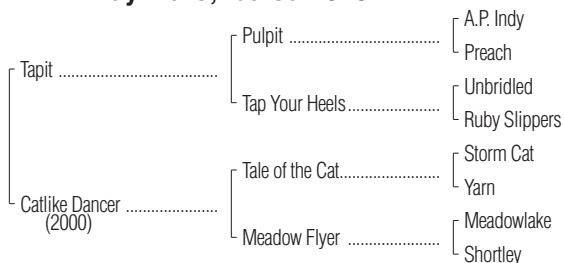 A.P. Indy
Pulpit ........................................
Preach
Tapit ..........................................
Unbridled
Tap Your Heels........................
Ruby Slippers
Storm Cat
Tale of the Cat..........................
Yarn
Catlike Dancer ........................
(2000)
Meadowlake
Meadow Flyer ........................
Shortley